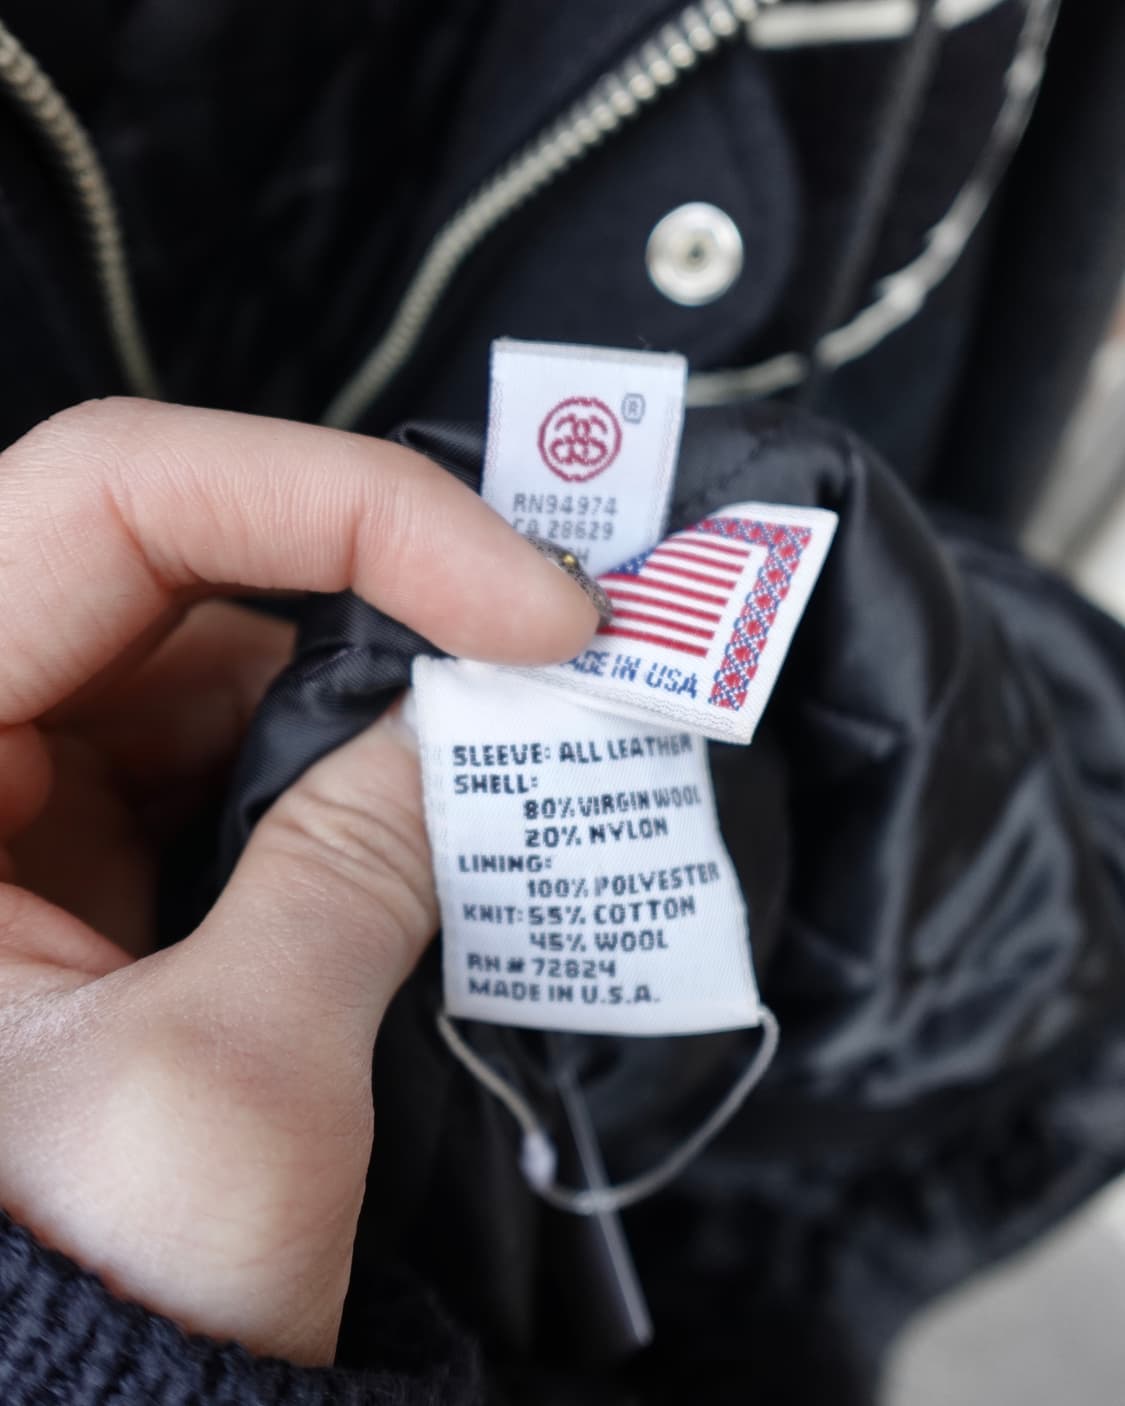 ®
RN94974
CA 28629
MADE IN USA
SLEEVE: ALL LEATHER
SHELL:
80% VIRGIN WOOL
20% NYLON
LINING:
100% POLYESTER
KNIT: 55% COTTON
45% WOOL
RN # 72824
MADE IN U.S.A.